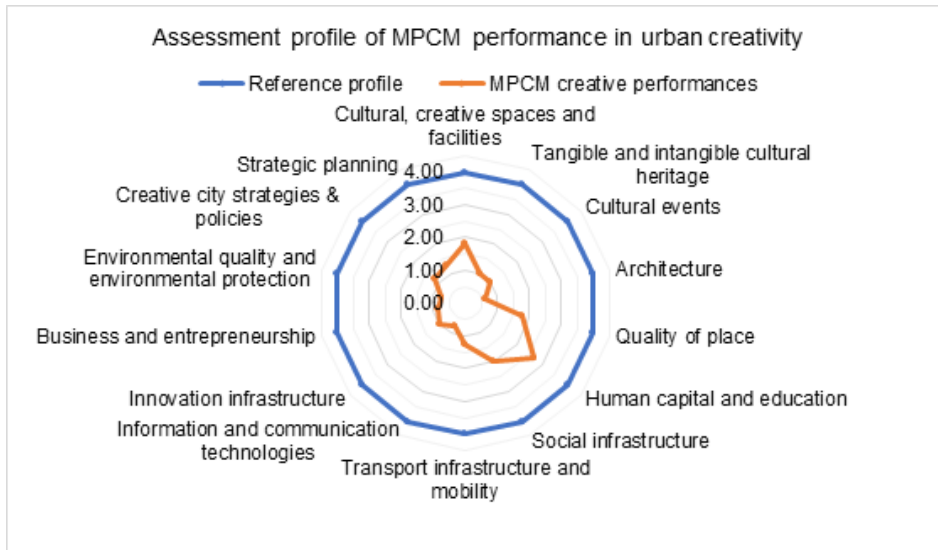 Assessment profile of MPCM performance in urban creativity
Reference profile
MPCM creative performances
Cultural, creative spaces and
facilities
Tangible and intangible cultural
heritage
Cultural events
Architecture
Quality of place
Human capital and education
Social infrastructure
Transport infrastructure and
mobility
Information and communication
technologies
Innovation infrastructure
Business and entrepreneurship
Environmental quality and
environmental protection
Creative city strategies &
policies
Strategic planning
4.00
3.00
2.00
1.00
0.00